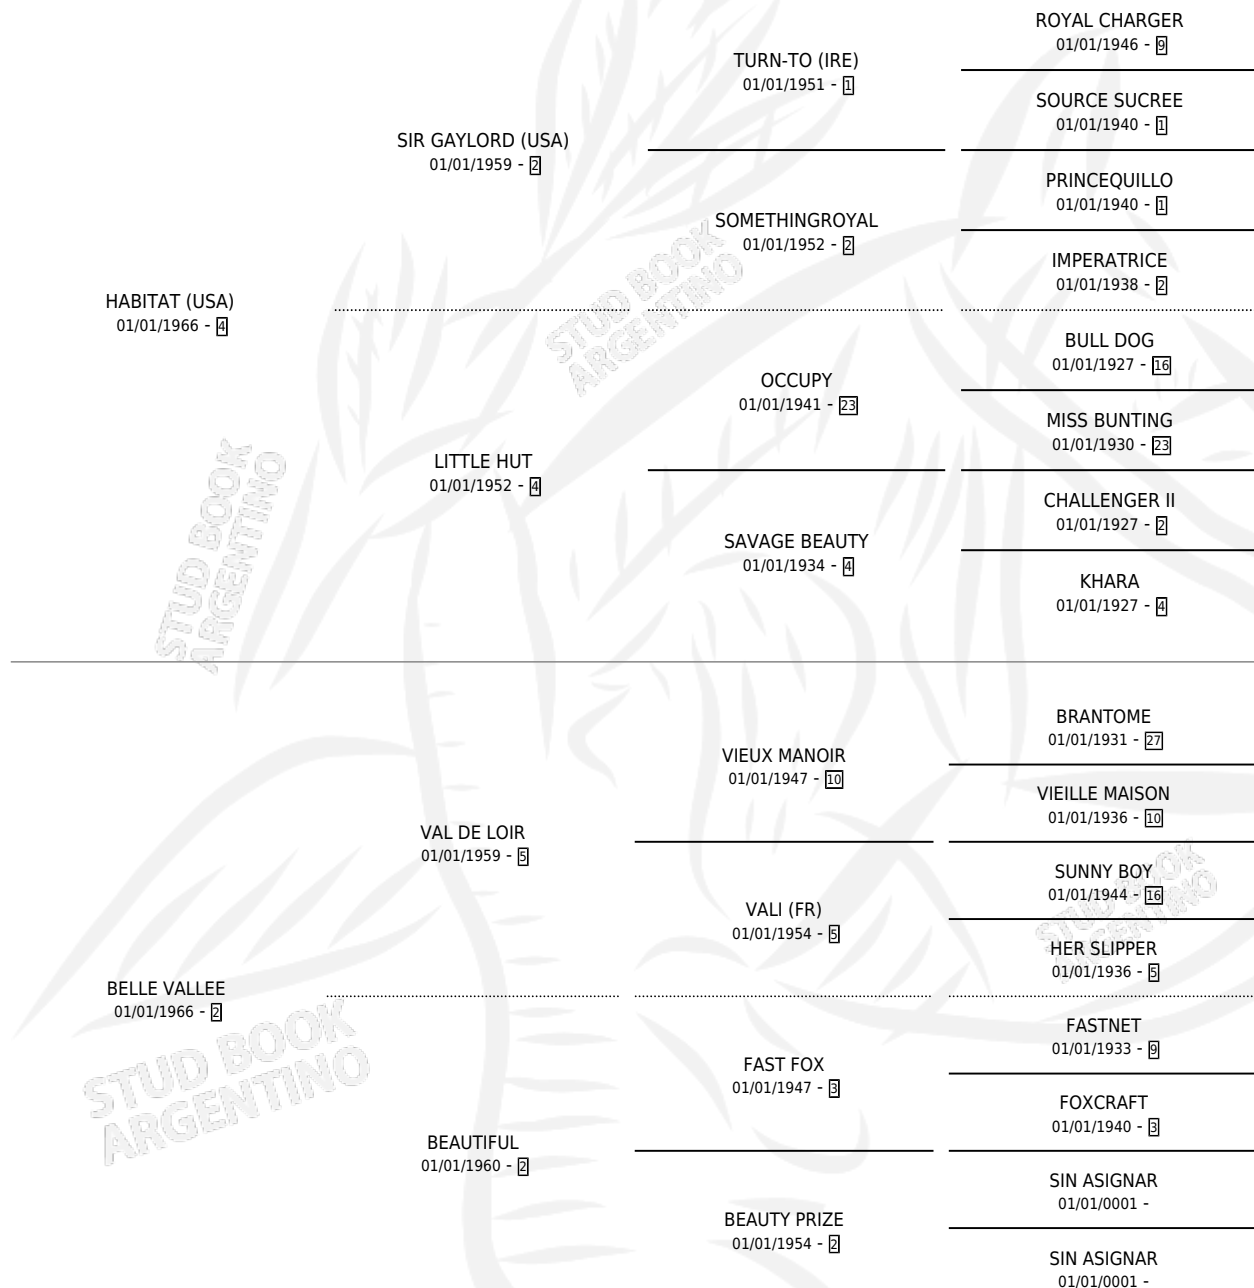 ROYAL CHARGER
01/01/1946 - 9
TURN-TO (IRE)
01/01/1951 - 1
SOURCE SUCREE
01/01/1940 - 1
SIR GAYLORD (USA)
01/01/1959 - 2
PRINCEQUILLO
01/01/1940 - 1
SOMETHINGROYAL
01/01/1952 - 2
IMPERATRICE
01/01/1938 - 2
HABITAT (USA)
01/01/1966 - 4
BULL DOG
01/01/1927 - 16
OCCUPY
01/01/1941 - 23
MISS BUNTING
01/01/1930 - 23
LITTLE HUT
01/01/1952 - 4
CHALLENGER II
01/01/1927 - 2
SAVAGE BEAUTY
01/01/1934 - 4
KHARA
01/01/1927 - 4
BRANTOME
01/01/1931 - 27
VIEUX MANOIR
01/01/1947 - 10
VIEILLE MAISON
01/01/1936 - 10
VAL DE LOIR
01/01/1959 - 5
SUNNY BOY
01/01/1944 - 16
VALI (FR)
01/01/1954 - 5
HER SLIPPER
01/01/1936 - 5
BELLE VALLEE
01/01/1966 - 2
FASTNET
01/01/1933 - 9
FAST FOX
01/01/1947 - 3
FOXCRAFT
01/01/1940 - 3
BEAUTIFUL
01/01/1960 - 2
SIN ASIGNAR
01/01/0001 -
BEAUTY PRIZE
01/01/1954 - 2
SIN ASIGNAR
01/01/0001 -
STUD BOOK
ARGENTINO
STUD BOOK
ARGENTINO
STUD BOOK
ARGENTINO
STUD BOOK
ARGENTINO